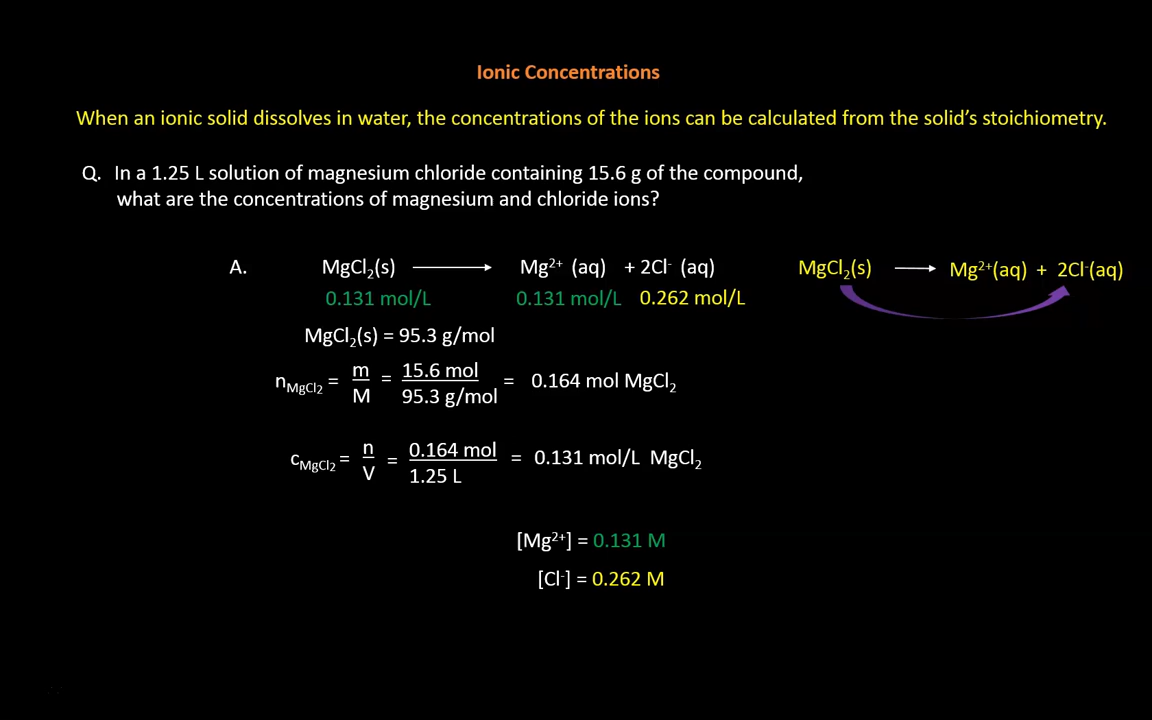 Ionic Concentrations
When an ionic solid dissolves in water, the concentrations of the ions can be calculated from the solid's stoichiometry.
Q. In a 1.25 L solution of magnesium chloride containing 15.6 g of the compound,
what are the concentrations of magnesium and chloride ions?
A. MgCl₂(s) ⟶ Mg²⁺ (aq) + 2Cl⁻ (aq) MgCl₂(s) ⟶ Mg²⁺(aq) + 2Cl⁻(aq)
0.131 mol/L 0.131 mol/L 0.262 mol/L
MgCl₂(s) = 95.3 g/mol
n_MgCl2 = m/M = 15.6 mol/95.3 g/mol = 0.164 mol MgCl₂
c_MgCl2 = n/V = 0.164 mol/1.25 L = 0.131 mol/L MgCl₂
[Mg²⁺] = 0.131 M
[Cl⁻] = 0.262 M